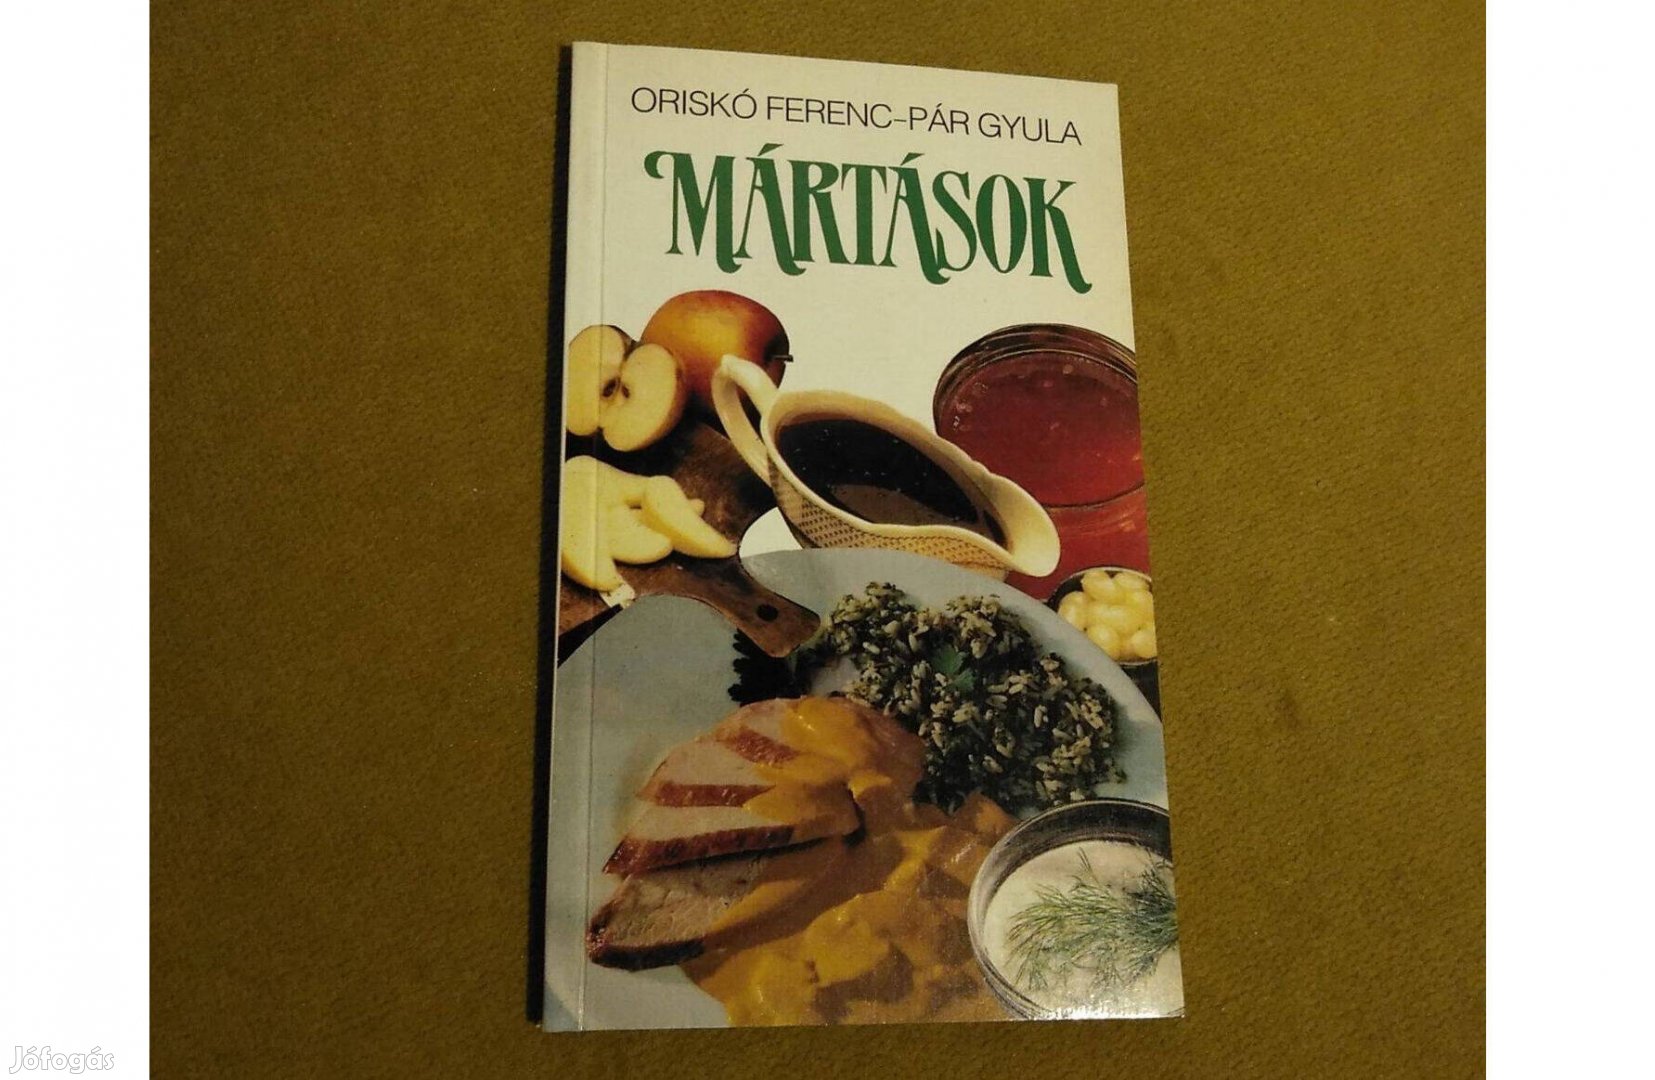 ORISKÓ FERENC-PÁR GYULA
MÁRTÁSOK
Jófogás